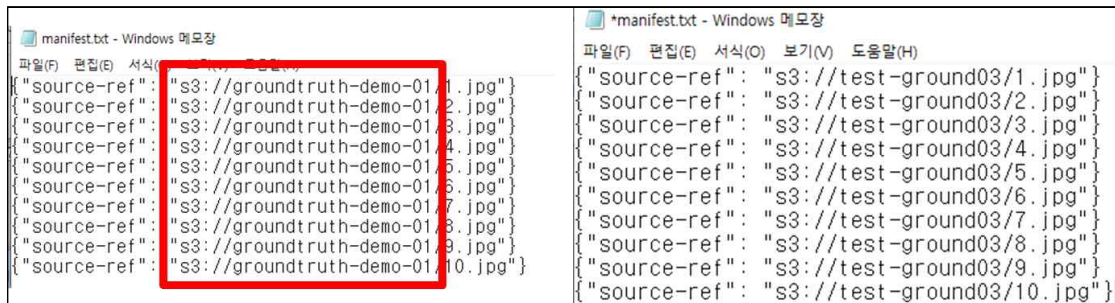 manifest.txt - Windows 메모장
파일(F) 편집(E)
{"source-ref": "s3://groundtruth-demo-01/1.jpg"}
{"source-ref": "s3://groundtruth-demo-01/2.jpg"}
{"source-ref": "s3://groundtruth-demo-01/3.jpg"}
{"source-ref": "s3://groundtruth-demo-01/4.jpg"}
{"source-ref": "s3://groundtruth-demo-01/5.jpg"}
{"source-ref": "s3://groundtruth-demo-01/6.jpg"}
{"source-ref": "s3://groundtruth-demo-01/7.jpg"}
{"source-ref": "s3://groundtruth-demo-01/8.jpg"}
{"source-ref": "s3://groundtruth-demo-01/9.jpg"}
{"source-ref": "s3://groundtruth-demo-01/10.jpg"}
*manifest.txt - Windows 메모장
파일(F) 편집(E) 서식(O) 보기(V) 도움말(H)
{"source-ref": "s3://test-ground03/1.jpg"}
{"source-ref": "s3://test-ground03/2.jpg"}
{"source-ref": "s3://test-ground03/3.jpg"}
{"source-ref": "s3://test-ground03/4.jpg"}
{"source-ref": "s3://test-ground03/5.jpg"}
{"source-ref": "s3://test-ground03/6.jpg"}
{"source-ref": "s3://test-ground03/7.jpg"}
{"source-ref": "s3://test-ground03/8.jpg"}
{"source-ref": "s3://test-ground03/9.jpg"}
{"source-ref": "s3://test-ground03/10.jpg"}